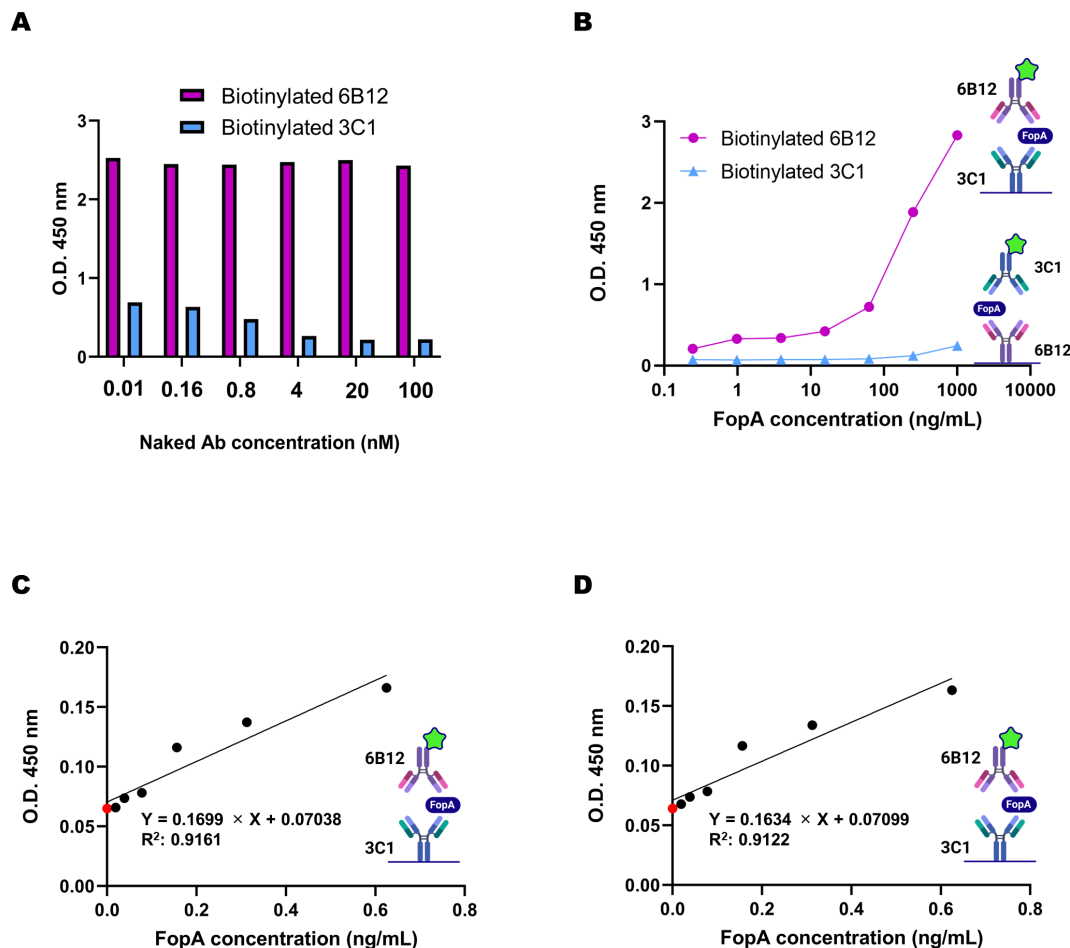 A
Biotinylated 6B12
Biotinylated 3C1
O.D. 450 nm
3
2
1
0
0.01 0.16 0.8 4 20 100
Naked Ab concentration (nM)
B
Biotinylated 6B12
Biotinylated 3C1
O.D. 450 nm
3
2
1
0
0.1 1 10 100 1000 10000
FopA concentration (ng/mL)
6B12
FopA
3C1
3C1
FopA
6B12
C
O.D. 450 nm
0.20
0.15
0.10
0.05
0.00
0.0 0.2 0.4 0.6 0.8
FopA concentration (ng/mL)
Y = 0.1699 × X + 0.07038
R²: 0.9161
6B12
FopA
3C1
D
O.D. 450 nm
0.20
0.15
0.10
0.05
0.00
0.0 0.2 0.4 0.6 0.8
FopA concentration (ng/mL)
Y = 0.1634 × X + 0.07099
R²: 0.9122
6B12
FopA
3C1